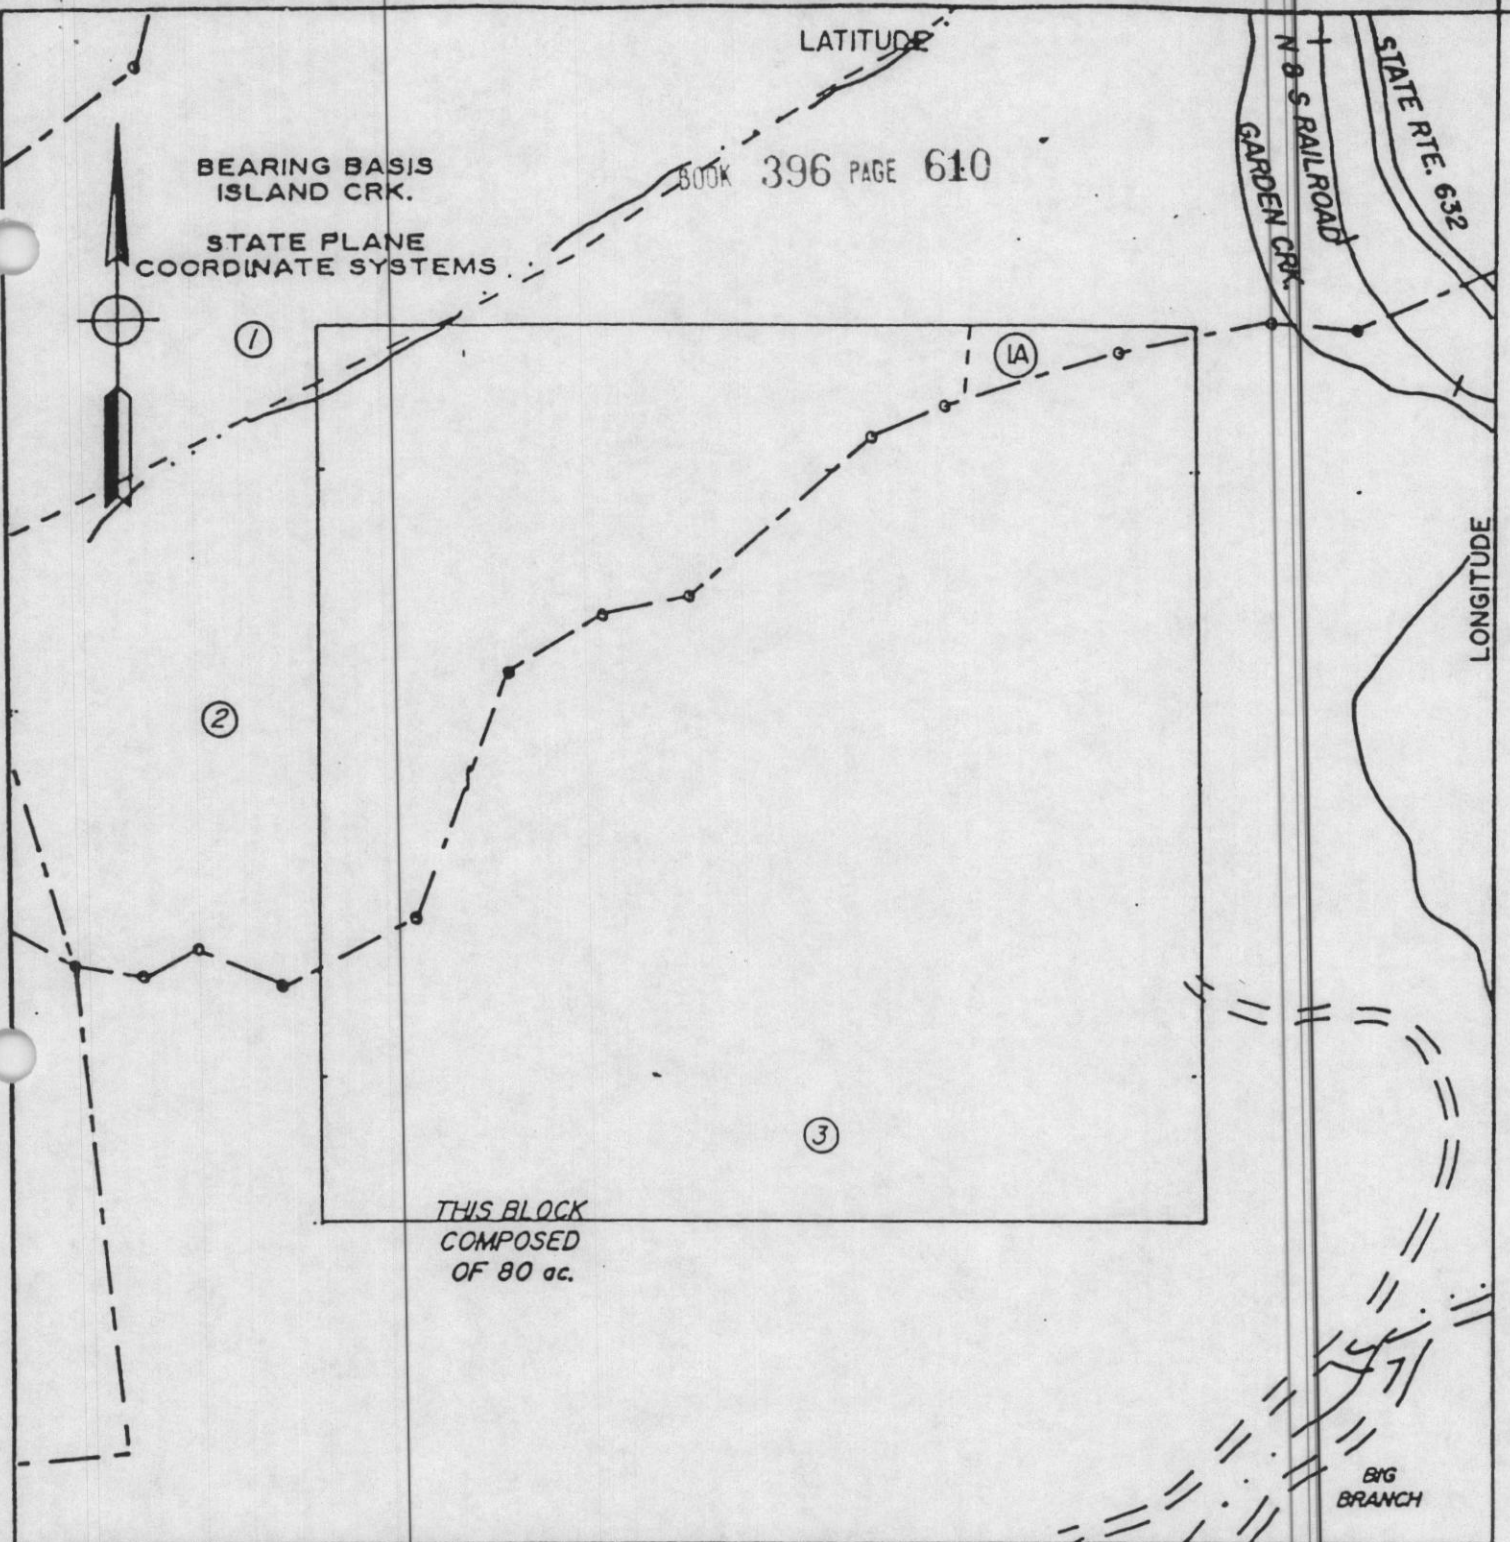 LATITUDE
BEARING BASIS
ISLAND CRK.
STATE PLANE
COORDINATE SYSTEMS
BOOK 396 PAGE 610
N & S RAILROAD
GARDEN CRK.
STATE RTE. 632
1
1A
LONGITUDE
2
3
THIS BLOCK
COMPOSED
OF 80 ac.
BIG
BRANCH